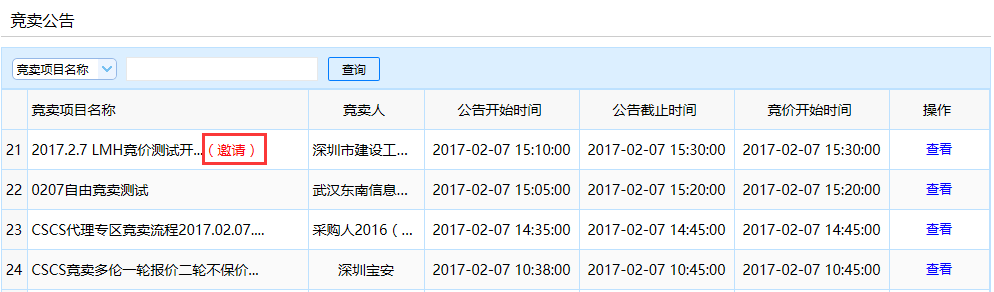 竞卖公告
竞卖项目名称 查询
竞卖项目名称 竞卖人 公告开始时间 公告截止时间 竞价开始时间 操作
21 2017.2.7 LMH竞价测试开...（邀请） 深圳市建设工... 2017-02-07 15:10:00 2017-02-07 15:30:00 2017-02-07 15:30:00 查看
22 0207自由竞卖测试 武汉东南信息... 2017-02-07 15:05:00 2017-02-07 15:20:00 2017-02-07 15:20:00 查看
23 CSCS代理专区竞卖流程2017.02.07.... 采购人2016（... 2017-02-07 14:35:00 2017-02-07 14:45:00 2017-02-07 14:45:00 查看
24 CSCS竞卖多伦一轮报价二轮不保价... 深圳宝安 2017-02-07 10:38:00 2017-02-07 10:45:00 2017-02-07 10:45:00 查看